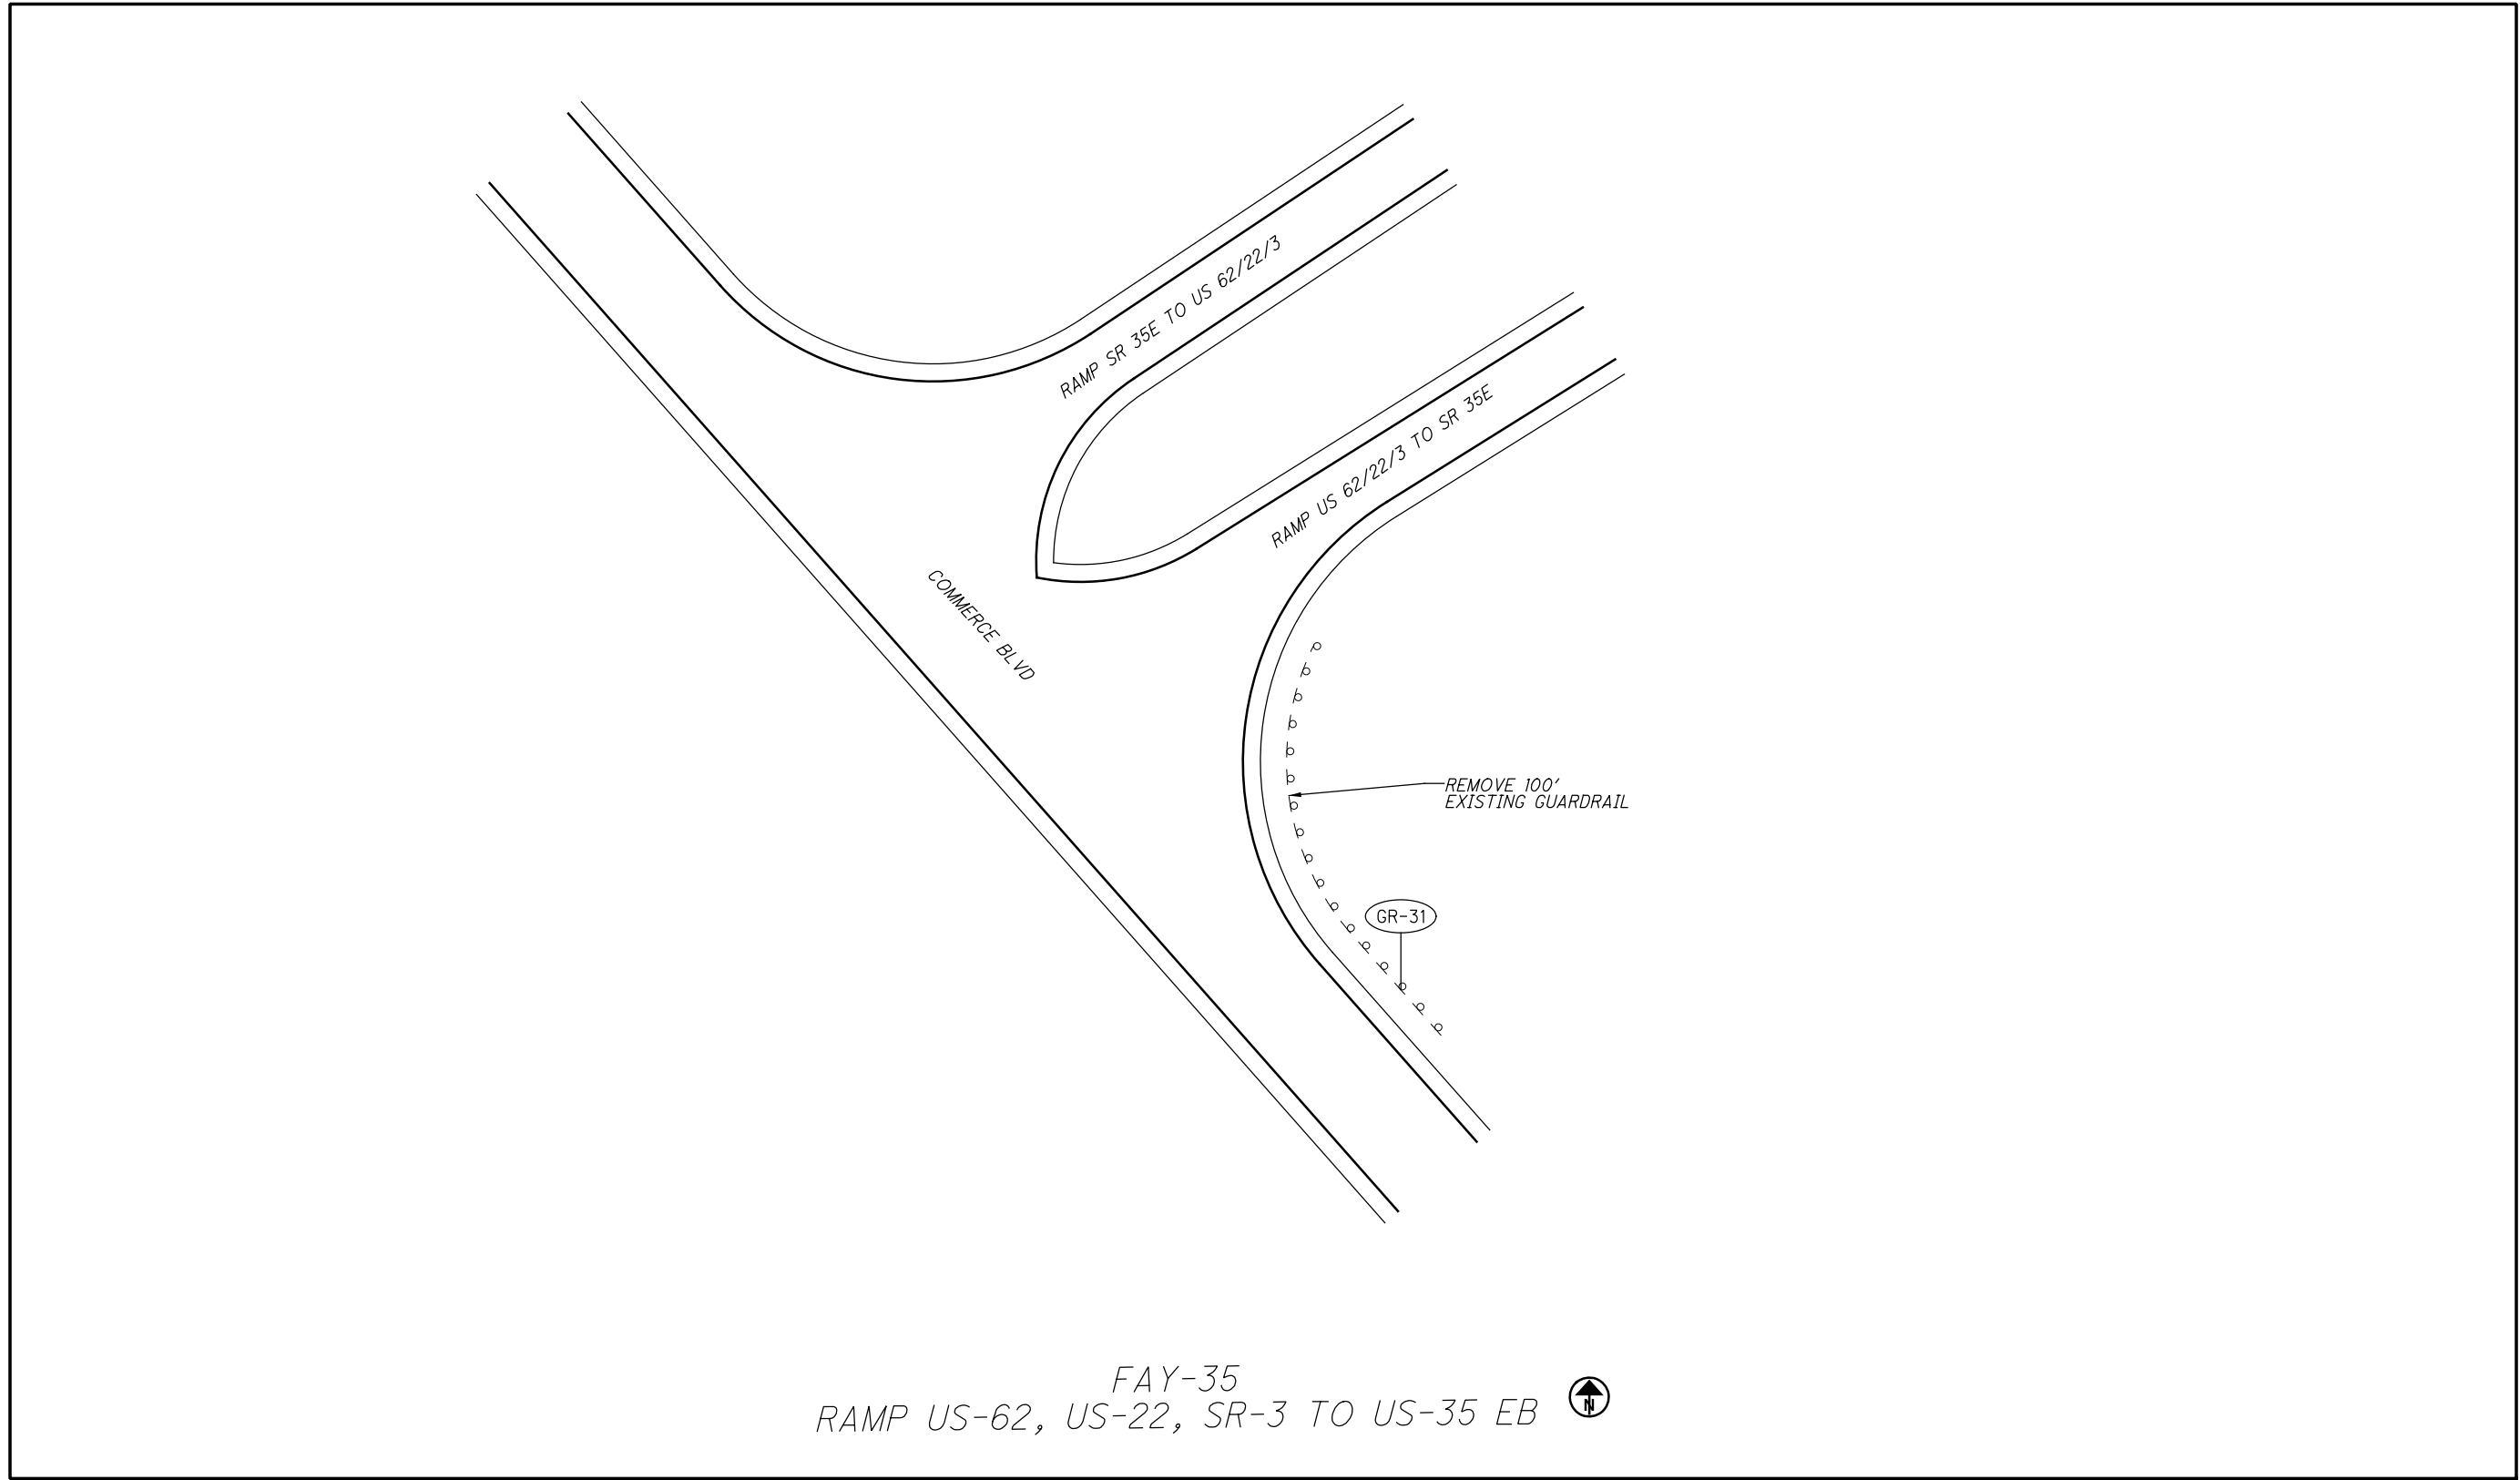 RAMP SR 35E TO US 62/22/3
RAMP US 62/22/3 TO SR 35E
COMMERCE BLVD
REMOVE 100'
EXISTING GUARDRAIL
GR-31
FAY-35
RAMP US-62, US-22, SR-3 TO US-35 EB
N